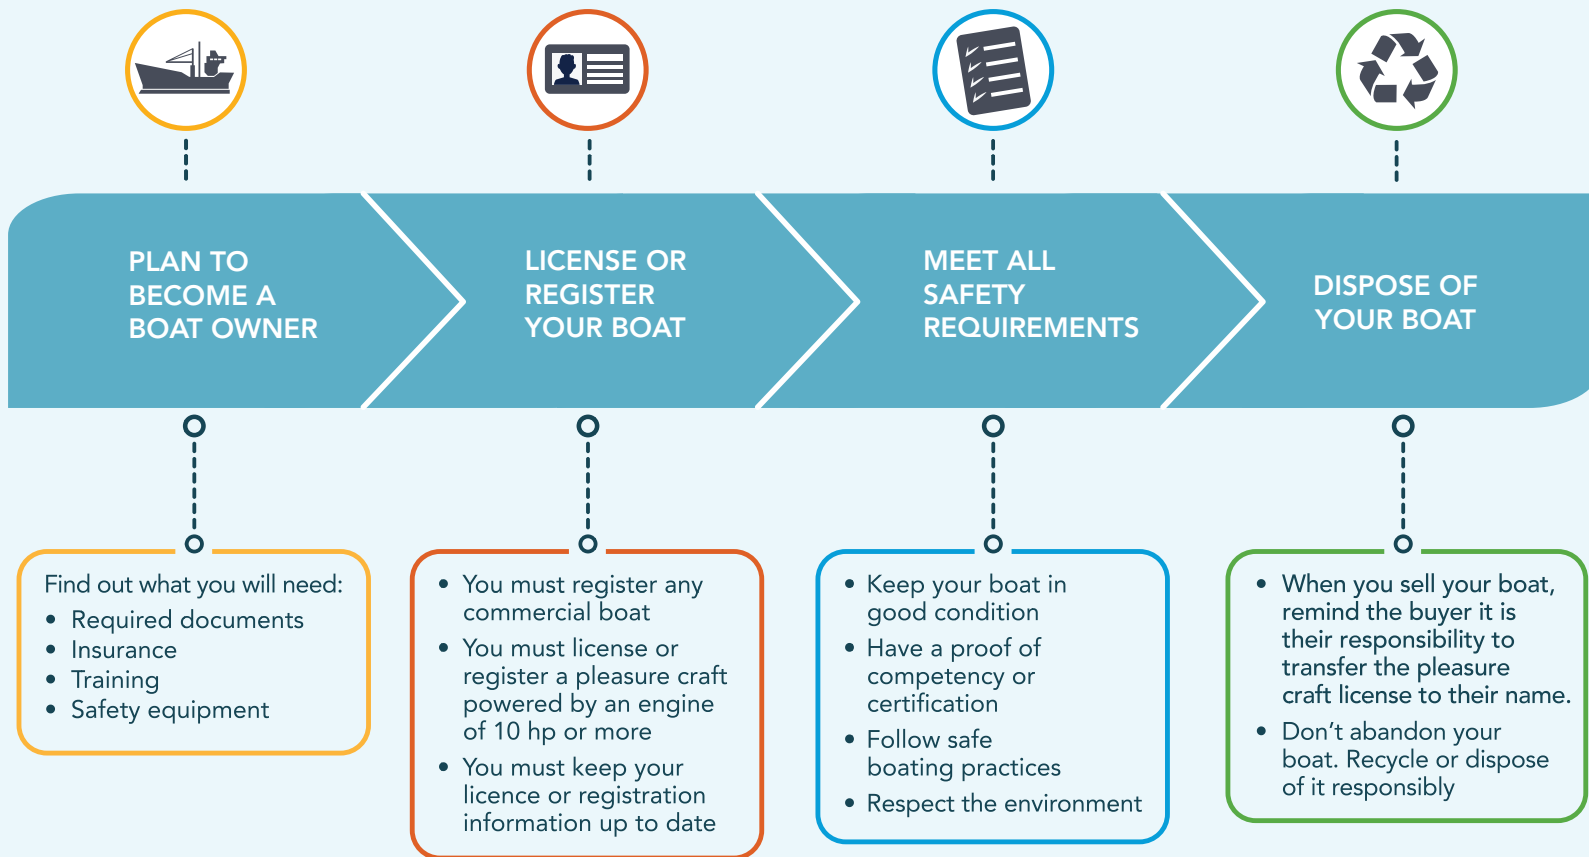 PLAN TO
BECOME A
BOAT OWNER
LICENSE OR
REGISTER
YOUR BOAT
MEET ALL
SAFETY
REQUIREMENTS
DISPOSE OF
YOUR BOAT
Find out what you will need:
• Required documents
• Insurance
• Training
• Safety equipment
• You must register any
commercial boat
• You must license or
register a pleasure craft
powered by an engine
of 10 hp or more
• You must keep your
licence or registration
information up to date
• Keep your boat in
good condition
• Have a proof of
competency or
certification
• Follow safe
boating practices
• Respect the environment
• When you sell your boat,
remind the buyer it is
their responsibility to
transfer the pleasure
craft license to their name.
• Don’t abandon your
boat. Recycle or dispose
of it responsibly